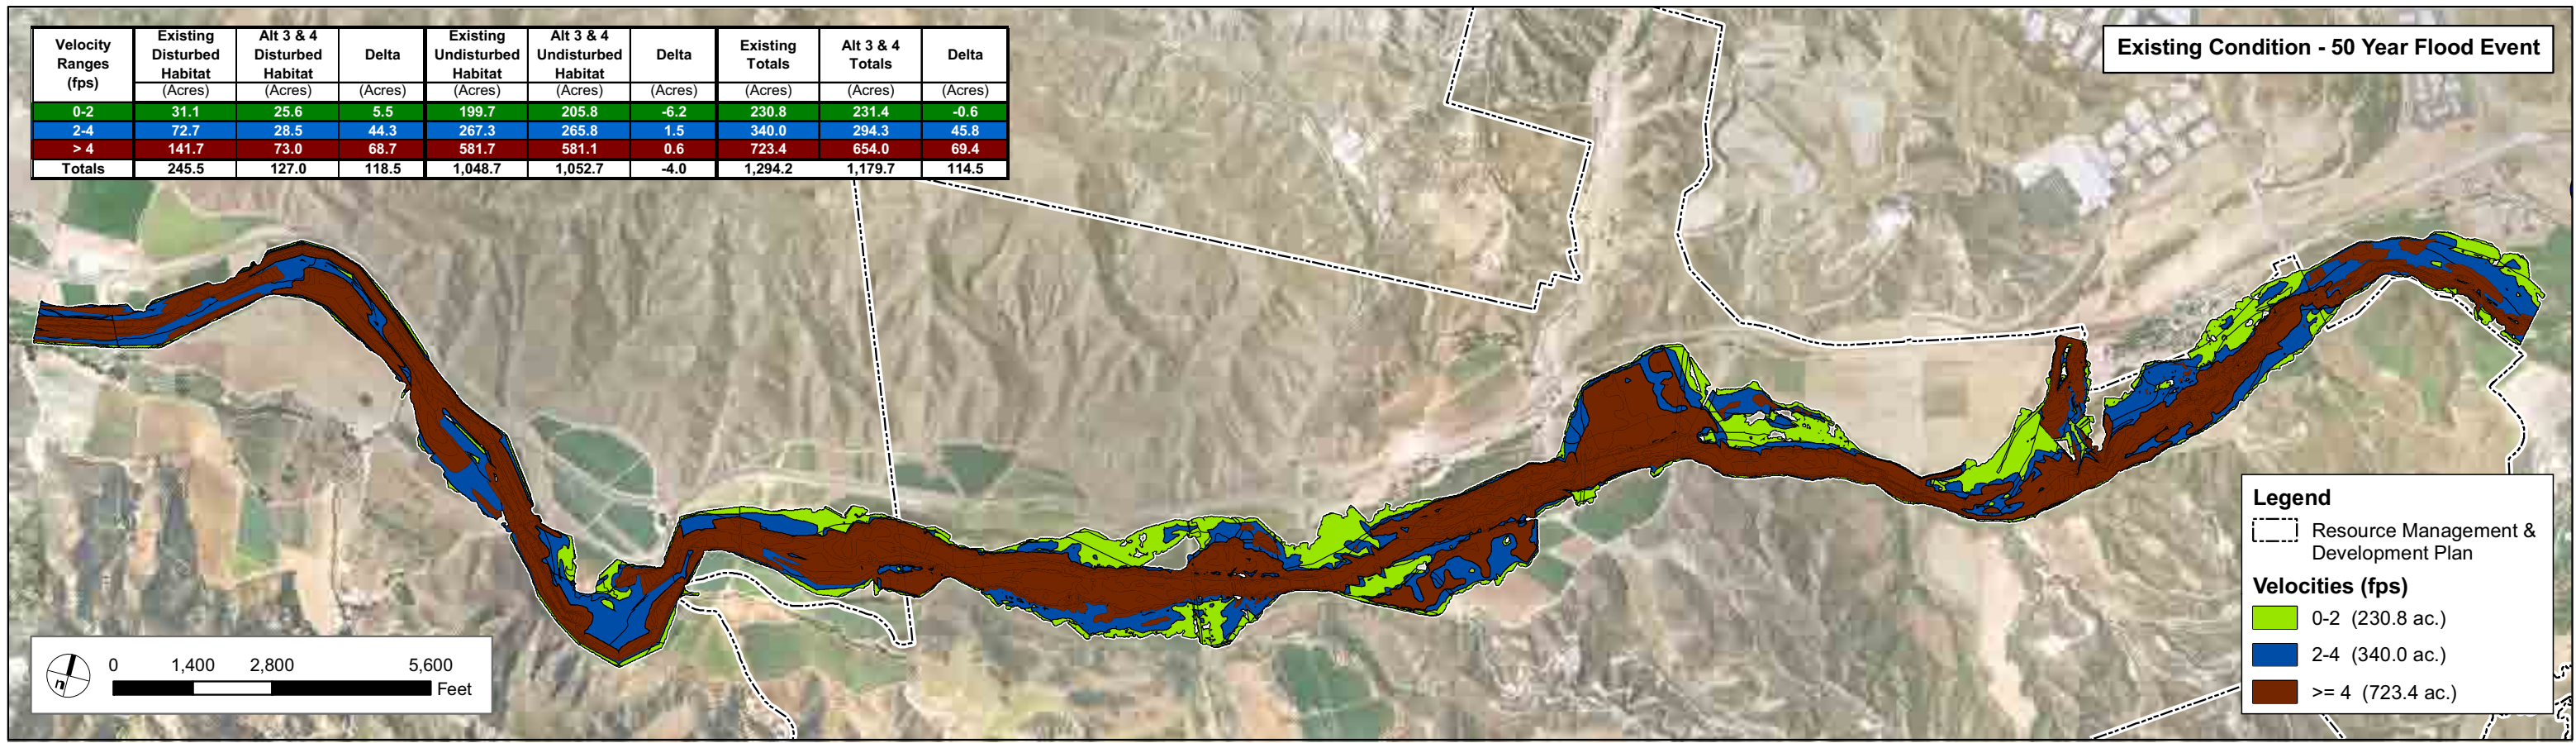 Existing Condition - 50 Year Flood Event
Velocity Ranges (fps) | Existing Disturbed Habitat (Acres) | Alt 3 & 4 Disturbed Habitat (Acres) | Delta (Acres) | Existing Undisturbed Habitat (Acres) | Alt 3 & 4 Undisturbed Habitat (Acres) | Delta (Acres) | Existing Totals (Acres) | Alt 3 & 4 Totals (Acres) | Delta (Acres)
0-2 | 31.1 | 25.6 | 5.5 | 199.7 | 205.8 | -6.2 | 230.8 | 231.4 | -0.6
2-4 | 72.7 | 28.5 | 44.3 | 267.3 | 265.8 | 1.5 | 340.0 | 294.3 | 45.8
> 4 | 141.7 | 73.0 | 68.7 | 581.7 | 581.1 | 0.6 | 723.4 | 654.0 | 69.4
Totals | 245.5 | 127.0 | 118.5 | 1,048.7 | 1,052.7 | -4.0 | 1,294.2 | 1,179.7 | 114.5
n
0 1,400 2,800 5,600
Feet
Legend
Resource Management &
Development Plan
Velocities (fps)
0-2 (230.8 ac.)
2-4 (340.0 ac.)
>= 4 (723.4 ac.)